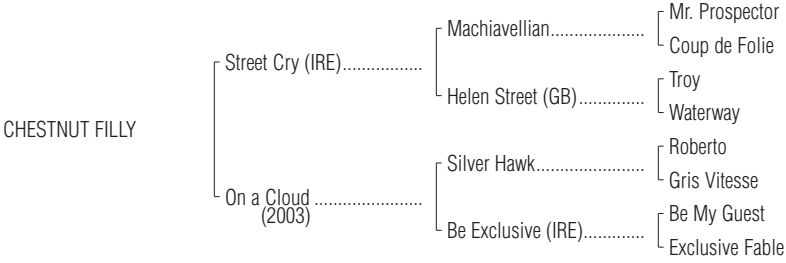 Mr. Prospector
Machiavellian....................
Coup de Folie
Street Cry (IRE).................
Troy
Helen Street (GB)..............
Waterway
CHESTNUT FILLY
Roberto
Silver Hawk.......................
Gris Vitesse
On a Cloud .......................
(2003)
Be My Guest
Be Exclusive (IRE).............
Exclusive Fable